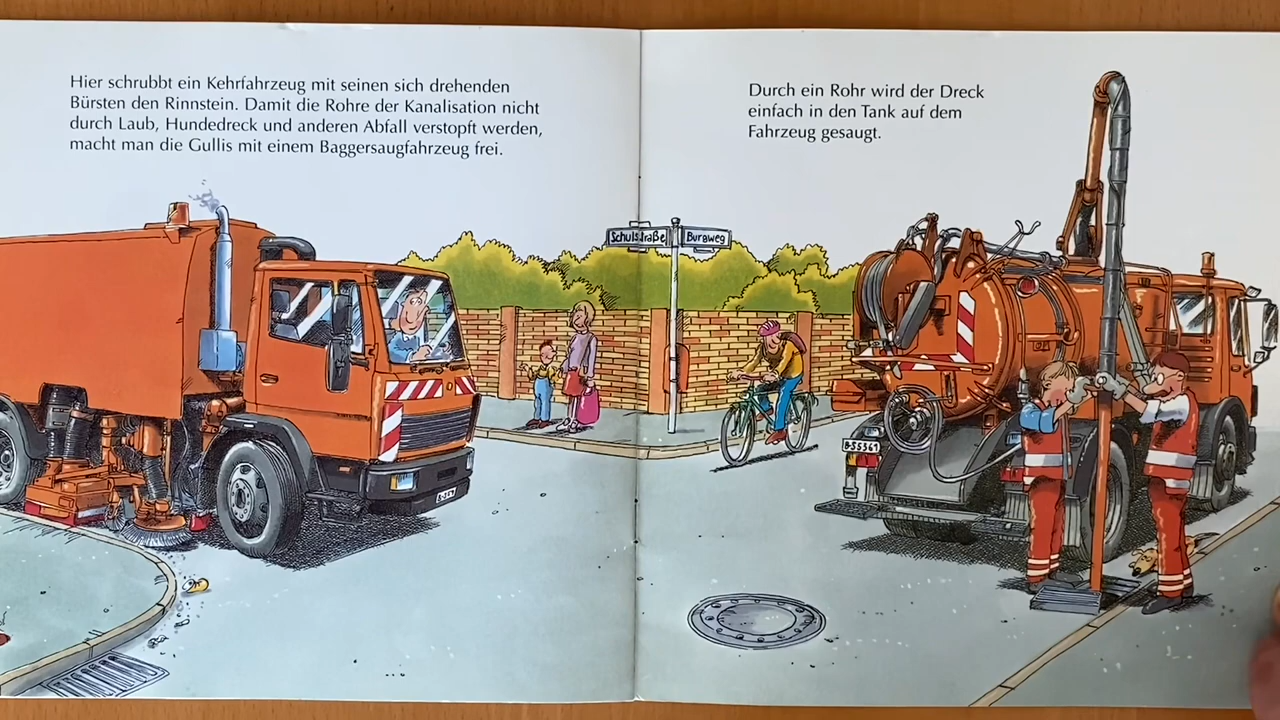 Hier schrubbt ein Kehrfahrzeug mit seinen sich drehenden
Bürsten den Rinnstein. Damit die Rohre der Kanalisation nicht
durch Laub, Hundedreck und anderen Abfall verstopft werden,
macht man die Gullis mit einem Baggersaugfahrzeug frei.
Durch ein Rohr wird der Dreck
einfach in den Tank auf dem
Fahrzeug gesaugt.
Schulstraße
Burgweg